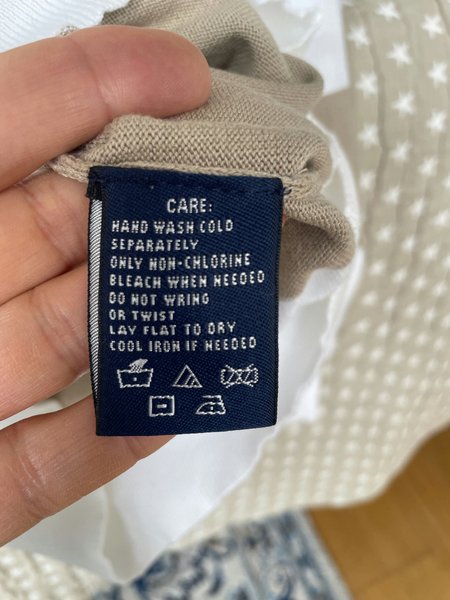 CARE:
HAND WASH COLD
SEPARATELY
ONLY NON-CHLORINE
BLEACH WHEN NEEDED
DO NOT WRING
OR TWIST
LAY FLAT TO DRY
COOL IRON IF NEEDED